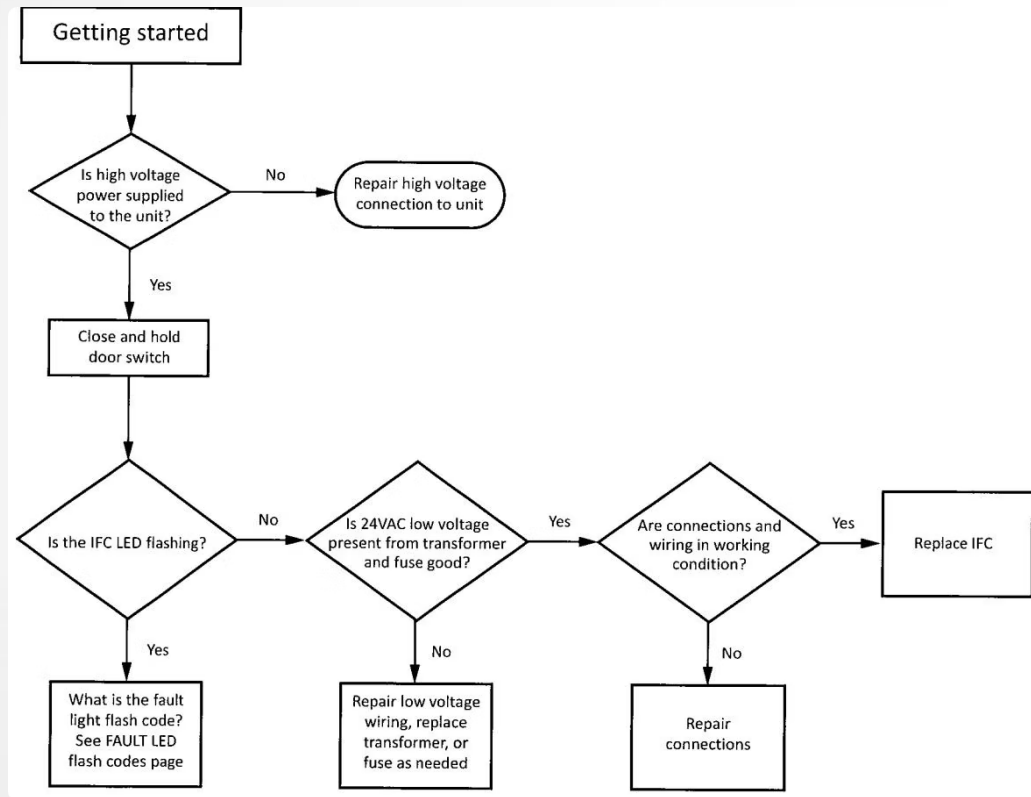 Getting started
Is high voltage
power supplied
to the unit?
No
Repair high voltage
connection to unit
Yes
Close and hold
door switch
Is the IFC LED flashing?
No
Is 24VAC low voltage
present from transformer
and fuse good?
Yes
Are connections and
wiring in working
condition?
Yes
Replace IFC
Yes
What is the fault
light flash code?
See FAULT LED
flash codes page
No
Repair low voltage
wiring, replace
transformer, or
fuse as needed
No
Repair
connections